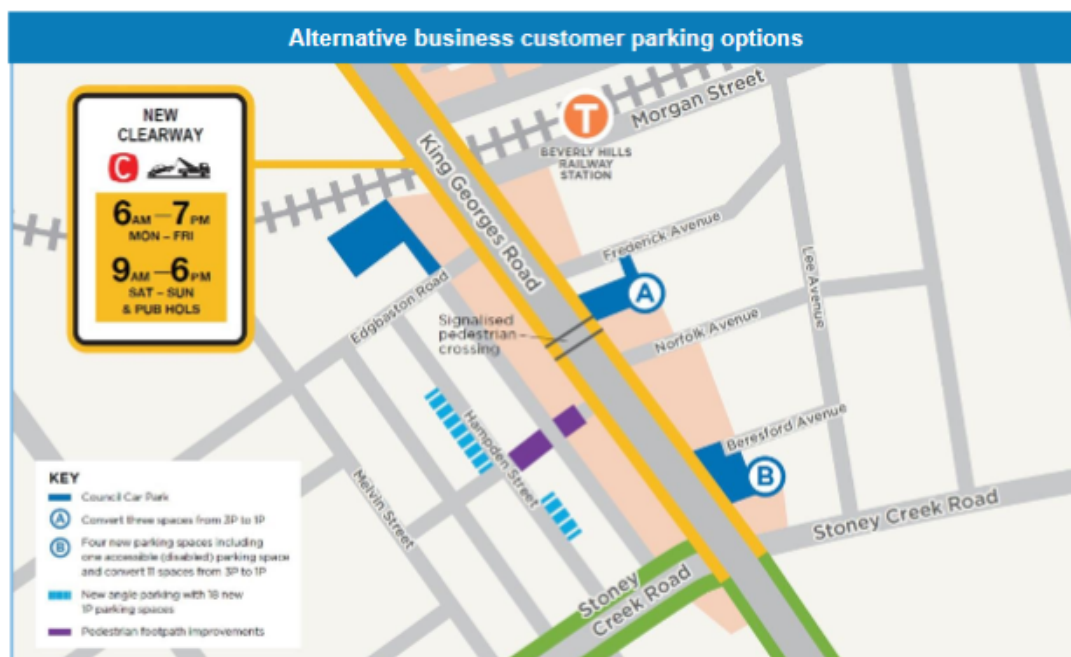 Alternative business customer parking options
NEW
CLEARWAY
C
6AM–7PM
MON – FRI
9AM–6PM
SAT – SUN
& PUB HOLS
King Georges Road
T
BEVERLY HILLS
RAILWAY
STATION
Morgan Street
Frederick Avenue
A
Lee Avenue
Edgbaston Road
Signalised
pedestrian
crossing
Norfolk Avenue
Hampden Street
Melvin Street
Beresford Avenue
B
Stoney Creek Road
Stoney
Creek Road
KEY
Council Car Park
A Convert three spaces from 3P to 1P
B Four new parking spaces including
one accessible (disabled) parking space
and convert 11 spaces from 3P to 1P
New angle parking with 18 new
1P parking spaces
Pedestrian footpath improvements